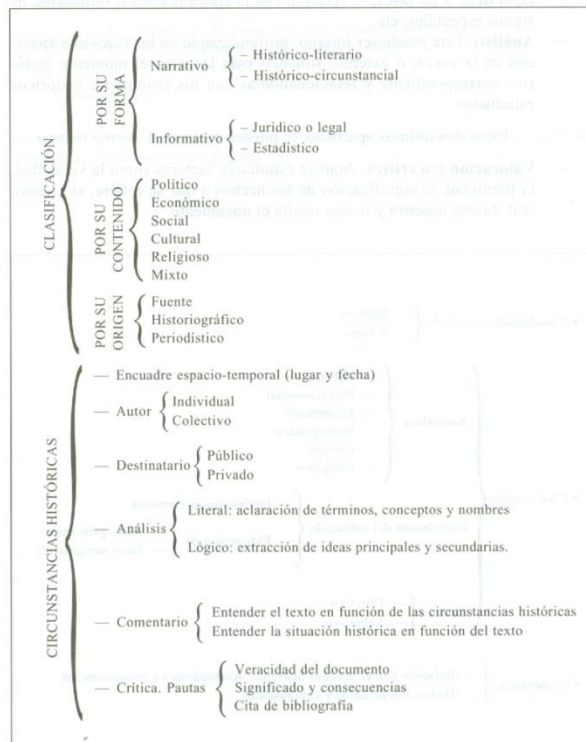 CLASIFICACIÓN
POR SU FORMA
Narrativo
– Histórico-literario
– Histórico-circunstancial
Informativo
– Jurídico o legal
– Estadístico
POR SU CONTENIDO
Político
Económico
Social
Cultural
Religioso
Mixto
POR SU ORIGEN
Fuente
Historiográfico
Periodístico
CIRCUNSTANCIAS HISTÓRICAS
— Encuadre espacio-temporal (lugar y fecha)
— Autor
Individual
Colectivo
— Destinatario
Público
Privado
— Análisis
Literal: aclaración de términos, conceptos y nombres
Lógico: extracción de ideas principales y secundarias.
— Comentario
Entender el texto en función de las circunstancias históricas
Entender la situación histórica en función del texto
— Crítica. Pautas
Veracidad del documento
Significado y consecuencias
Cita de bibliografía